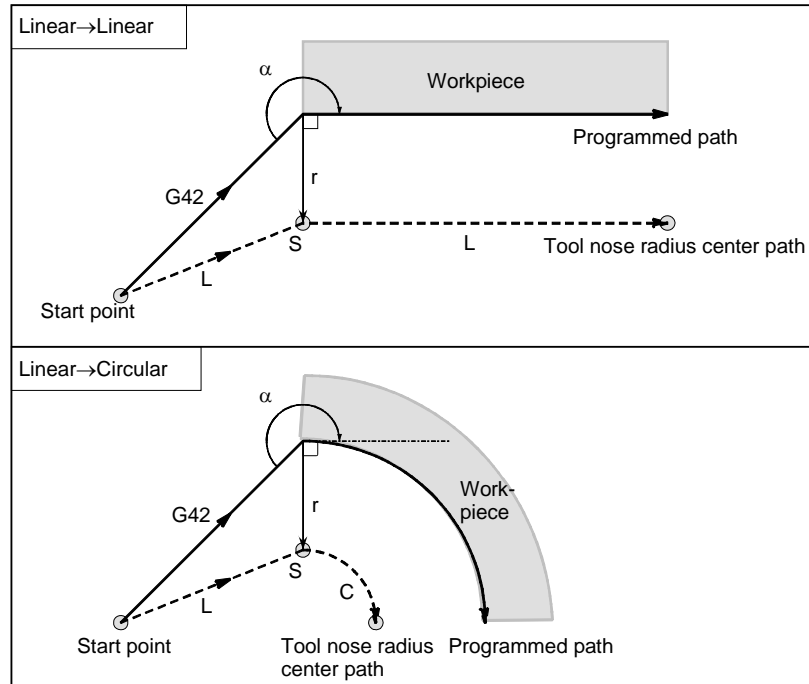 Linear→Linear
α
Workpiece
Programmed path
r
G42
S
L
L
Tool nose radius center path
Start point
Linear→Circular
α
Work-
piece
G42
r
S
L
C
Start point
Tool nose radius
center path
Programmed path